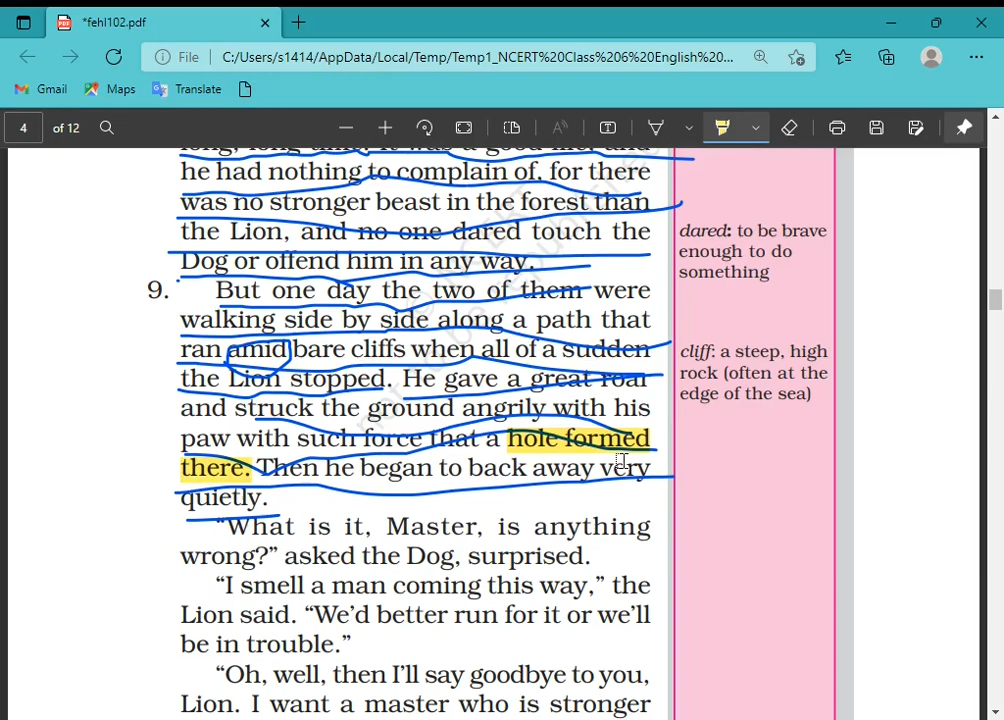 *fehl102.pdf
File
C:/Users/s1414/AppData/Local/Temp/Temp1_NCERT%20Class%206%20English%20...
Gmail
Maps
Translate
4
of 12
long, long time. It was a good life, and
he had nothing to complain of, for there
was no stronger beast in the forest than
the Lion, and no one dared touch the
Dog or offend him in any way.
9. But one day the two of them were
walking side by side along a path that
ran amid bare cliffs when all of a sudden
the Lion stopped. He gave a great roar
and struck the ground angrily with his
paw with such force that a hole formed
there. Then he began to back away very
quietly.
“What is it, Master, is anything
wrong?” asked the Dog, surprised.
“I smell a man coming this way,” the
Lion said. “We’d better run for it or we’ll
be in trouble.”
“Oh, well, then I’ll say goodbye to you,
Lion. I want a master who is stronger
dared: to be brave
enough to do
something
cliff: a steep, high
rock (often at the
edge of the sea)